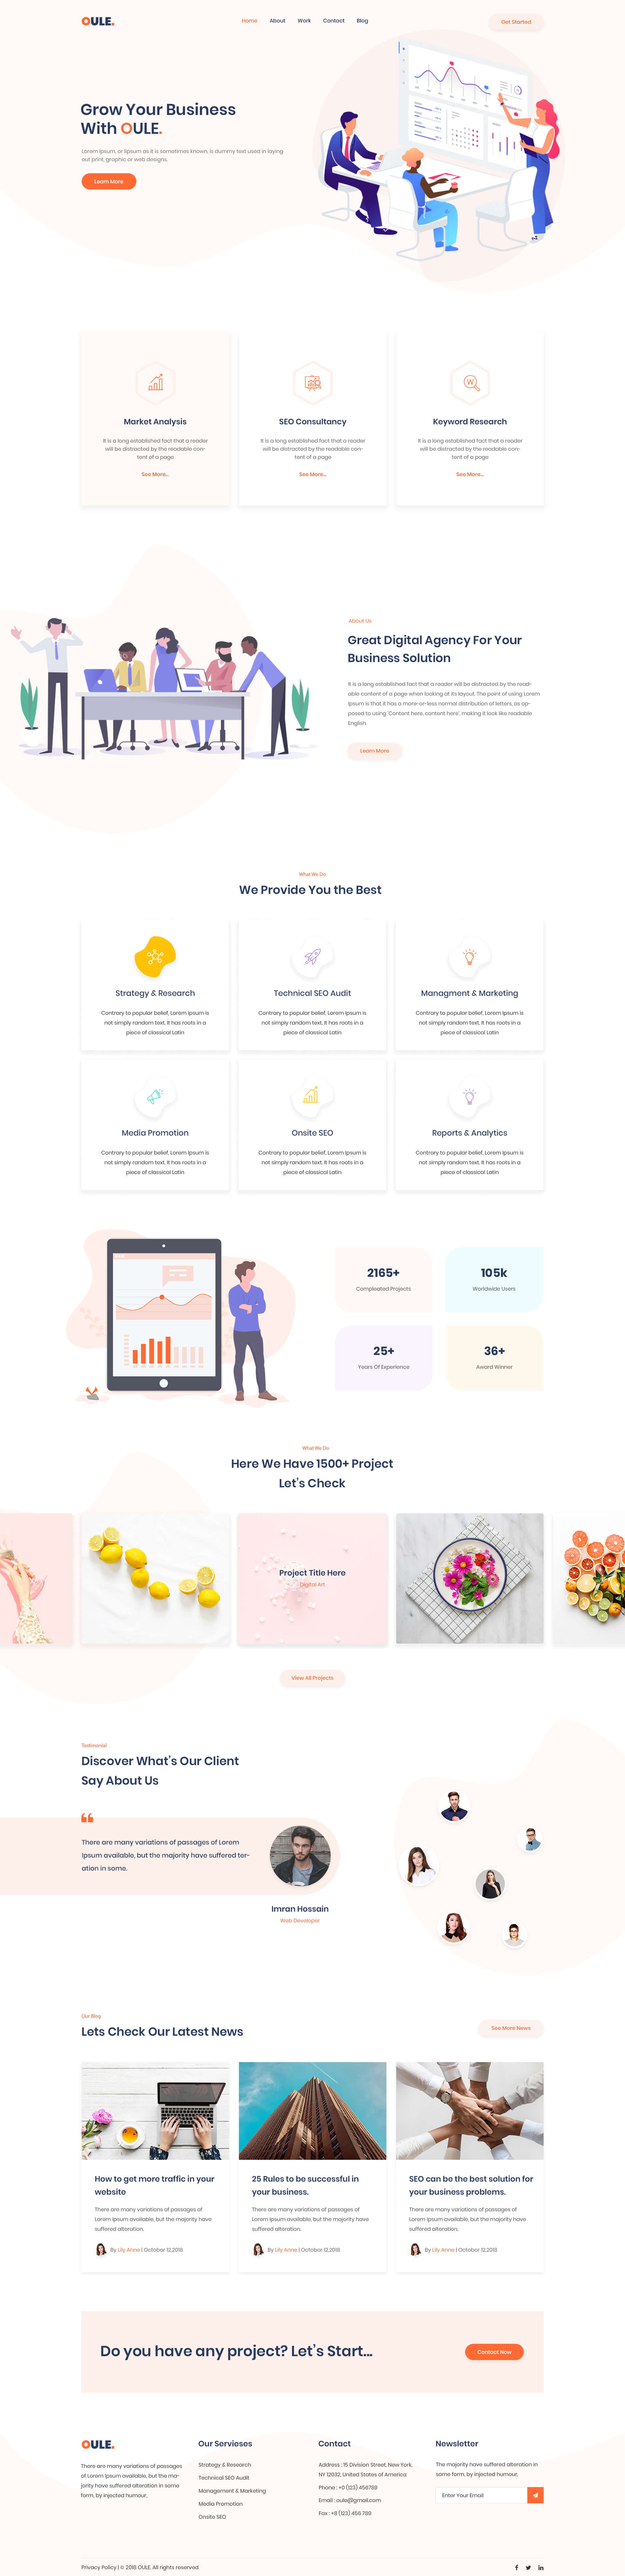 OULE.
Home About Work Contact Blog
Get Started
Grow Your Business
With OULE.
Lorem ipsum, or lipsum as it is sometimes known, is dummy text used in laying
out print, graphic or web designs.
Learn More
Market Analysis
It is a long established fact that a reader
will be distracted by the readable con-
tent of a page
See More...
SEO Consultancy
It is a long established fact that a reader
will be distracted by the readable con-
tent of a page
See More...
Keyword Research
It is a long established fact that a reader
will be distracted by the readable con-
tent of a page
See More...
About Us
Great Digital Agency For Your
Business Solution
It is a long established fact that a reader will be distracted by the read-
able content of a page when looking at its layout. The point of using Lorem
Ipsum is that it has a more-or-less normal distribution of letters, as op-
posed to using 'Content here, content here', making it look like readable
English.
Learn More
What We Do
We Provide You the Best
Strategy & Research
Contrary to popular belief, Lorem Ipsum is
not simply random text. It has roots in a
piece of classical Latin
Technical SEO Audit
Contrary to popular belief, Lorem Ipsum is
not simply random text. It has roots in a
piece of classical Latin
Managment & Marketing
Contrary to popular belief, Lorem Ipsum is
not simply random text. It has roots in a
piece of classical Latin
Media Promotion
Contrary to popular belief, Lorem Ipsum is
not simply random text. It has roots in a
piece of classical Latin
Onsite SEO
Contrary to popular belief, Lorem Ipsum is
not simply random text. It has roots in a
piece of classical Latin
Reports & Analytics
Contrary to popular belief, Lorem Ipsum is
not simply random text. It has roots in a
piece of classical Latin
2165+
Compleated Projects
105k
Worldwide Users
25+
Years Of Experience
36+
Award Winner
What We Do
Here We Have 1500+ Project
Let's Check
Project Title Here
Digital Art
View All Projects
Testimonial
Discover What's Our Client
Say About Us
There are many variations of passages of Lorem
Ipsum available, but the majority have suffered ter-
ation in some.
Imran Hossain
Web Developer
Our Blog
Lets Check Our Latest News
See More News
How to get more traffic in your
website
There are many variations of passages of
Lorem Ipsum available, but the majority have
suffered alteration.
By Lily Anne | October 12,2018
25 Rules to be successful in
your business.
There are many variations of passages of
Lorem Ipsum available, but the majority have
suffered alteration.
By Lily Anne | October 12,2018
SEO can be the best solution for
your business problems.
There are many variations of passages of
Lorem Ipsum available, but the majority have
suffered alteration.
By Lily Anne | October 12,2018
Do you have any project? Let's Start...
Contact Now
OULE.
There are many variations of passages
of Lorem Ipsum available, but the ma-
jority have suffered alteration in some
form, by injected humour,
Our Servieses
Strategy & Research
Technical SEO Audit
Management & Marketing
Media Promotion
Onsite SEO
Contact
Address : 15 Division Street, New York,
NY 12032, United States of America
Phone : +0 (123) 456789
Email : oule@gmail.com
Fax : +8 (123) 456 789
Newsletter
The majority have suffered alteration in
some form, by injected humour,
Enter Your Email
Privacy Policy | © 2018 OULE. All rights reserved